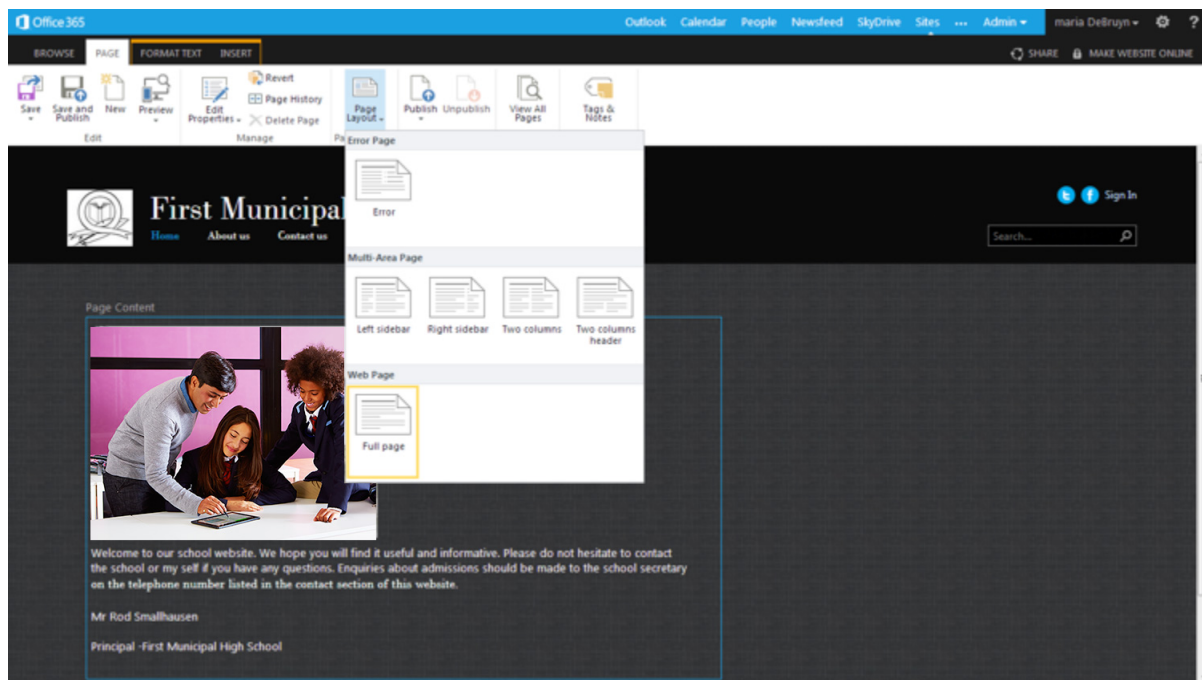 Office 365
Outlook Calendar People Newsfeed SkyDrive Sites ... Admin maria DeBruyn ?
BROWSE PAGE FORMAT TEXT INSERT SHARE MAKE WEBSITE ONLINE
Save
Save and Publish
New
Preview
Edit Properties
Revert
Page History
Delete Page
Page Layout
Publish
Unpublish
View All Pages
Tags & Notes
Edit
Manage
Pa
Error Page
Error
Multi-Area Page
Left sidebar
Right sidebar
Two columns
Two columns header
Web Page
Full page
First Municipal
Home About us Contact us
Sign In
Search...
Page Content
Welcome to our school website. We hope you will find it useful and informative. Please do not hesitate to contact
the school or my self if you have any questions. Enquiries about admissions should be made to the school secretary
on the telephone number listed in the contact section of this website.
Mr Rod Smallhausen
Principal -First Municipal High School